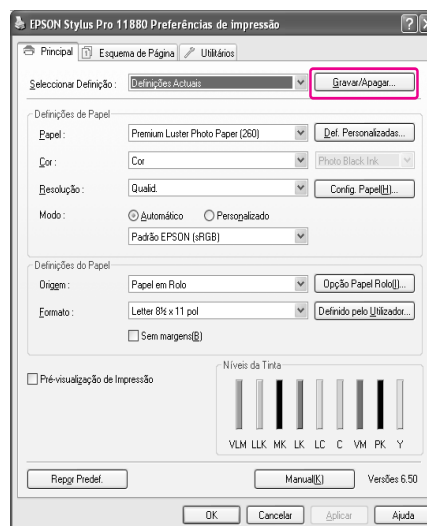 EPSON Stylus Pro 11880 Preferências de impressão
Principal Esquema de Página Utilitários
Seleccionar Definição : Definições Actuais Gravar/Apagar...
Definições de Papel
Papel : Premium Luster Photo Paper (260) Def. Personalizadas...
Cor : Cor Photo Black Ink
Resolução : Qualid. Config. Papel(H)...
Modo : Automático Personalizado
Padrão EPSON (sRGB)
Definições do Papel
Origem : Papel em Rolo Opção Papel Rolo(I)...
Formato : Letter 8½ x 11 pol Definido pelo Utilizador...
Sem margens(B)
Pré-visualização de Impressão
Níveis da Tinta
VLM LLK MK LK LC C VM PK Y
Repor Predef. Manual(K) Versões 6.50
OK Cancelar Aplicar Ajuda